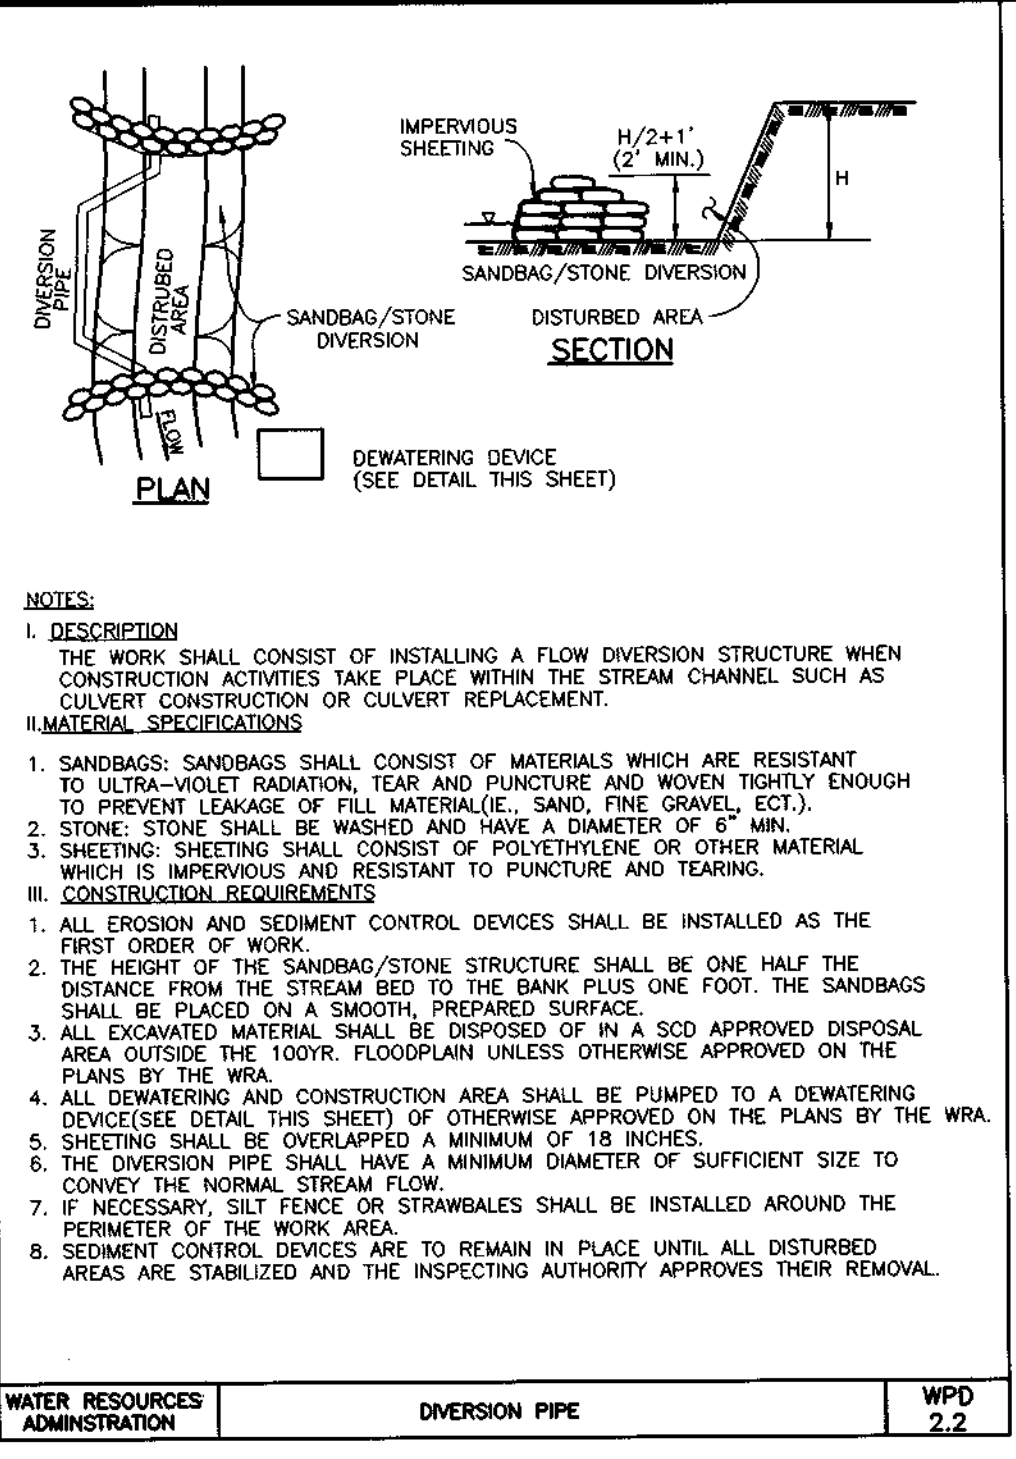 IMPERVIOUS
SHEETING
H/2+1'
(2' MIN.)
H
SANDBAG/STONE DIVERSION
DISTURBED AREA
SECTION
DIVERSION
PIPE
DISTRUBED
AREA
SANDBAG/STONE
DIVERSION
FLOW
PLAN
DEWATERING DEVICE
(SEE DETAIL THIS SHEET)
NOTES:
I. DESCRIPTION
THE WORK SHALL CONSIST OF INSTALLING A FLOW DIVERSION STRUCTURE WHEN
CONSTRUCTION ACTIVITIES TAKE PLACE WITHIN THE STREAM CHANNEL SUCH AS
CULVERT CONSTRUCTION OR CULVERT REPLACEMENT.
II.MATERIAL SPECIFICATIONS
1. SANDBAGS: SANDBAGS SHALL CONSIST OF MATERIALS WHICH ARE RESISTANT
TO ULTRA-VIOLET RADIATION, TEAR AND PUNCTURE AND WOVEN TIGHTLY ENOUGH
TO PREVENT LEAKAGE OF FILL MATERIAL(IE., SAND, FINE GRAVEL, ECT.).
2. STONE: STONE SHALL BE WASHED AND HAVE A DIAMETER OF 6" MIN.
3. SHEETING: SHEETING SHALL CONSIST OF POLYETHYLENE OR OTHER MATERIAL
WHICH IS IMPERVIOUS AND RESISTANT TO PUNCTURE AND TEARING.
III. CONSTRUCTION REQUIREMENTS
1. ALL EROSION AND SEDIMENT CONTROL DEVICES SHALL BE INSTALLED AS THE
FIRST ORDER OF WORK.
2. THE HEIGHT OF THE SANDBAG/STONE STRUCTURE SHALL BE ONE HALF THE
DISTANCE FROM THE STREAM BED TO THE BANK PLUS ONE FOOT. THE SANDBAGS
SHALL BE PLACED ON A SMOOTH, PREPARED SURFACE.
3. ALL EXCAVATED MATERIAL SHALL BE DISPOSED OF IN A SCD APPROVED DISPOSAL
AREA OUTSIDE THE 100YR. FLOODPLAIN UNLESS OTHERWISE APPROVED ON THE
PLANS BY THE WRA.
4. ALL DEWATERING AND CONSTRUCTION AREA SHALL BE PUMPED TO A DEWATERING
DEVICE(SEE DETAIL THIS SHEET) OF OTHERWISE APPROVED ON THE PLANS BY THE WRA.
5. SHEETING SHALL BE OVERLAPPED A MINIMUM OF 18 INCHES.
6. THE DIVERSION PIPE SHALL HAVE A MINIMUM DIAMETER OF SUFFICIENT SIZE TO
CONVEY THE NORMAL STREAM FLOW.
7. IF NECESSARY, SILT FENCE OR STRAWBALES SHALL BE INSTALLED AROUND THE
PERIMETER OF THE WORK AREA.
8. SEDIMENT CONTROL DEVICES ARE TO REMAIN IN PLACE UNTIL ALL DISTURBED
AREAS ARE STABILIZED AND THE INSPECTING AUTHORITY APPROVES THEIR REMOVAL.
WATER RESOURCES
ADMINSTRATION
DIVERSION PIPE
WPD
2.2